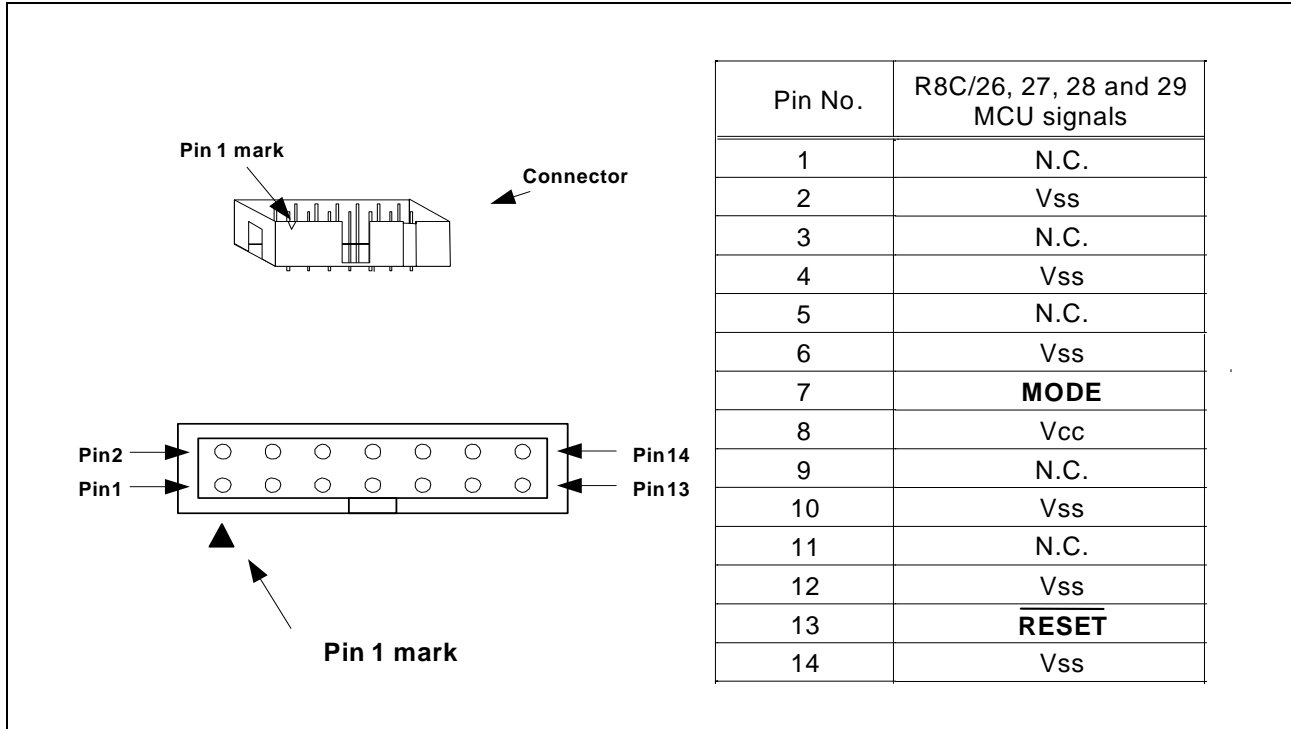 Pin 1 mark
Connector
Pin2
Pin1
Pin14
Pin13
Pin 1 mark
Pin No. R8C/26, 27, 28 and 29
MCU signals
1 N.C.
2 Vss
3 N.C.
4 Vss
5 N.C.
6 Vss
7 MODE
8 Vcc
9 N.C.
10 Vss
11 N.C.
12 Vss
13 RESET
14 Vss